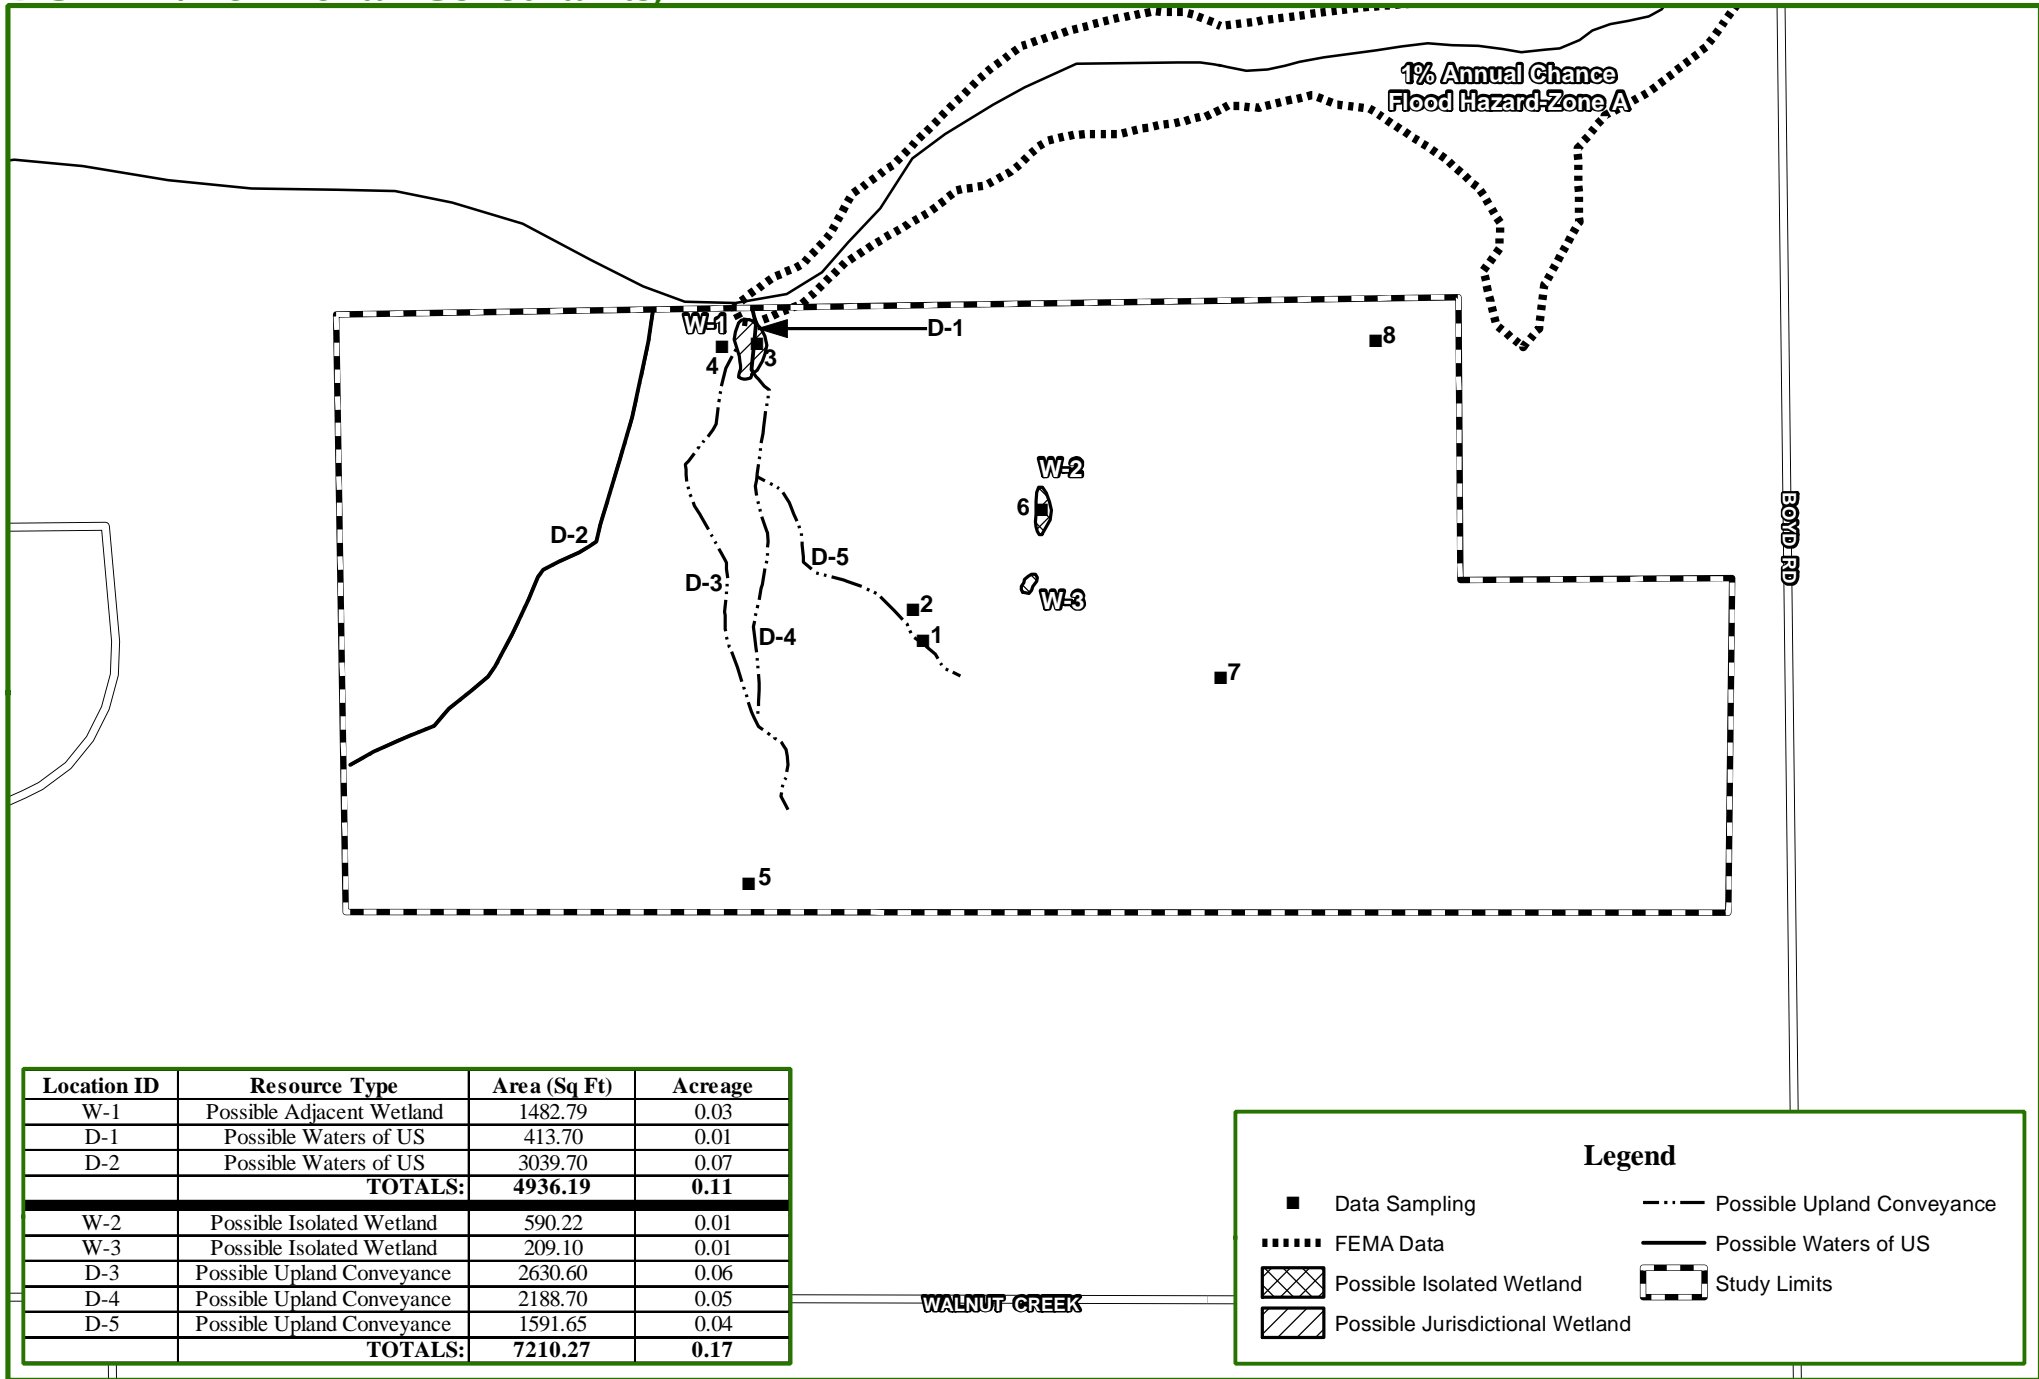 1% Annual Chance
Flood Hazard-Zone A
W-1
D-1
8
4
3
W-2
6
BOYD RD
D-2
D-5
D-3
W-3
2
1
D-4
7
5
Location ID Resource Type Area (Sq Ft) Acreage
W-1 Possible Adjacent Wetland 1482.79 0.03
D-1 Possible Waters of US 413.70 0.01
D-2 Possible Waters of US 3039.70 0.07
TOTALS: 4936.19 0.11
W-2 Possible Isolated Wetland 590.22 0.01
W-3 Possible Isolated Wetland 209.10 0.01
D-3 Possible Upland Conveyance 2630.60 0.06
D-4 Possible Upland Conveyance 2188.70 0.05
D-5 Possible Upland Conveyance 1591.65 0.04
TOTALS: 7210.27 0.17
WALNUT CREEK
Legend
Data Sampling
FEMA Data
Possible Isolated Wetland
Possible Jurisdictional Wetland
Possible Upland Conveyance
Possible Waters of US
Study Limits